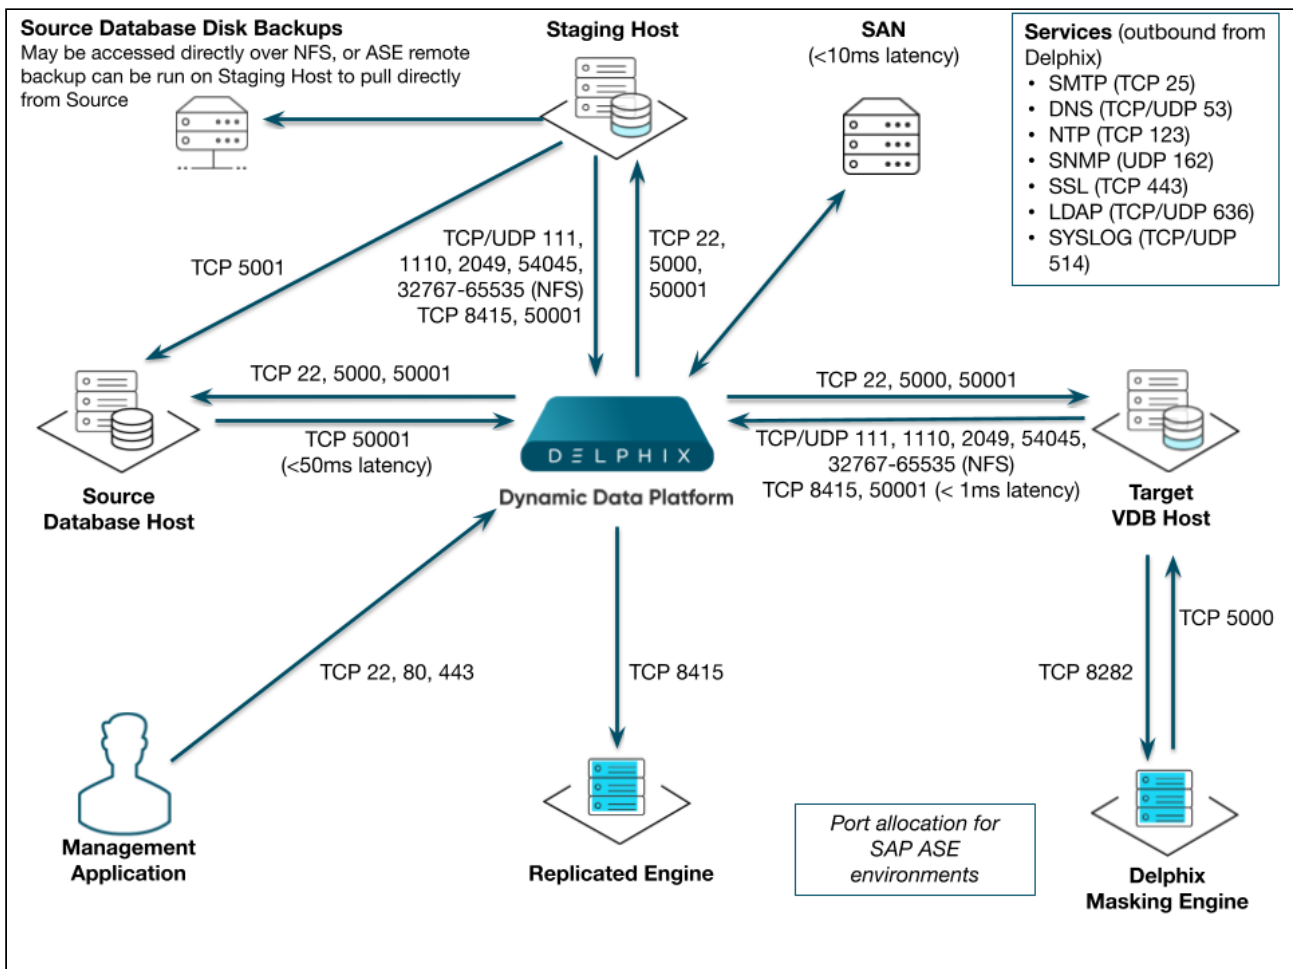 Source Database Disk Backups
May be accessed directly over NFS, or ASE remote
backup can be run on Staging Host to pull directly
from Source
Staging Host
SAN
(<10ms latency)
Services (outbound from
Delphix)
• SMTP (TCP 25)
• DNS (TCP/UDP 53)
• NTP (TCP 123)
• SNMP (UDP 162)
• SSL (TCP 443)
• LDAP (TCP/UDP 636)
• SYSLOG (TCP/UDP
514)
TCP 5001
TCP/UDP 111,
1110, 2049, 54045,
32767-65535 (NFS)
TCP 8415, 50001
TCP 22,
5000,
50001
TCP 22, 5000, 50001
TCP 50001
(<50ms latency)
Source
Database Host
DELPHIX
Dynamic Data Platform
TCP 22, 5000, 50001
TCP/UDP 111, 1110, 2049, 54045,
32767-65535 (NFS)
TCP 8415, 50001 (< 1ms latency)
Target
VDB Host
TCP 22, 80, 443
TCP 8415
TCP 8282
TCP 5000
Management
Application
Replicated Engine
Port allocation for
SAP ASE
environments
Delphix
Masking Engine